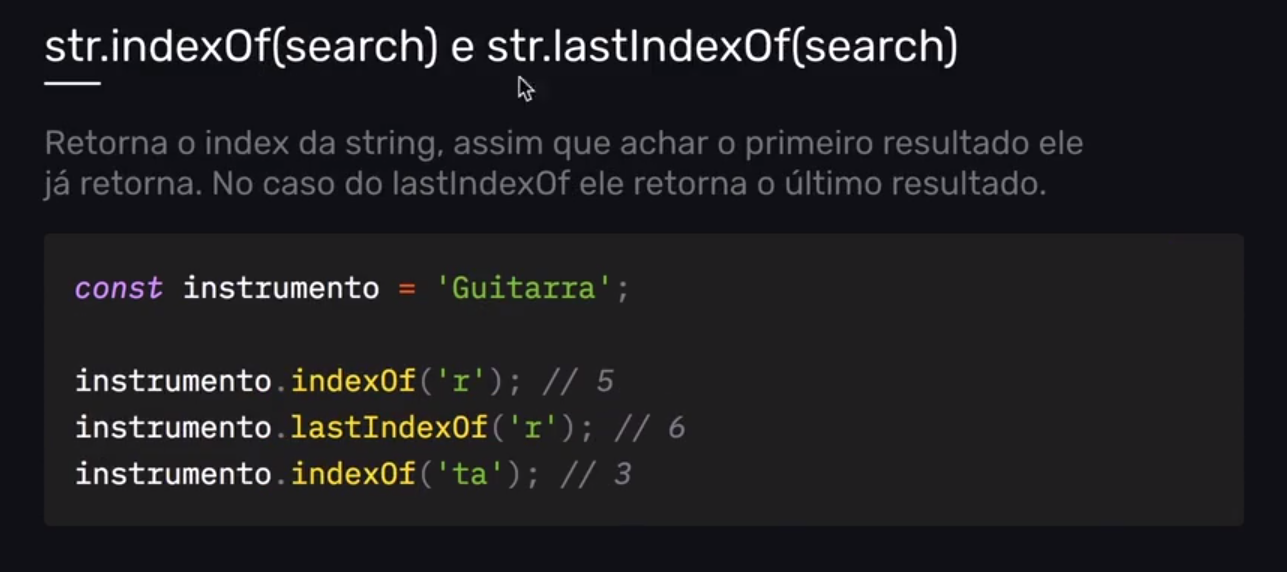 str.indexOf(search) e str.lastIndexOf(search)
Retorna o index da string, assim que achar o primeiro resultado ele
já retorna. No caso do lastIndexOf ele retorna o último resultado.
const instrumento = 'Guitarra';
instrumento.indexOf('r'); // 5
instrumento.lastIndexOf('r'); // 6
instrumento.indexOf('ta'); // 3